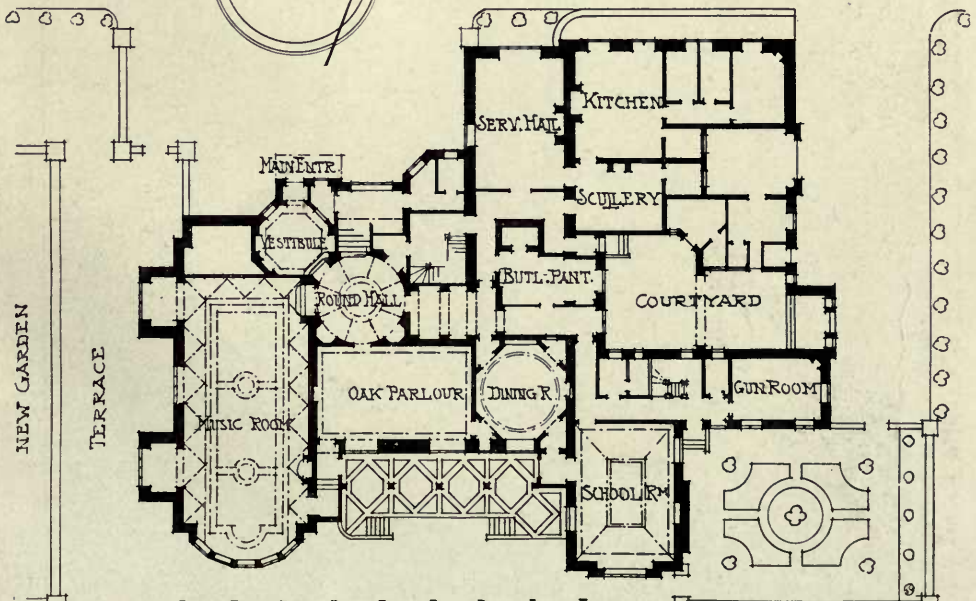 KITCHEN
SERV. HALL
MAIN ENTR.
SCULLERY
VESTIBULE
BUTL. PANT.
ROUND HALL
COURTYARD
NEW GARDEN
TERRACE
OAK PARLOUR
DINING R.
GUN ROOM
MUSIC ROOM
SCHOOL RM